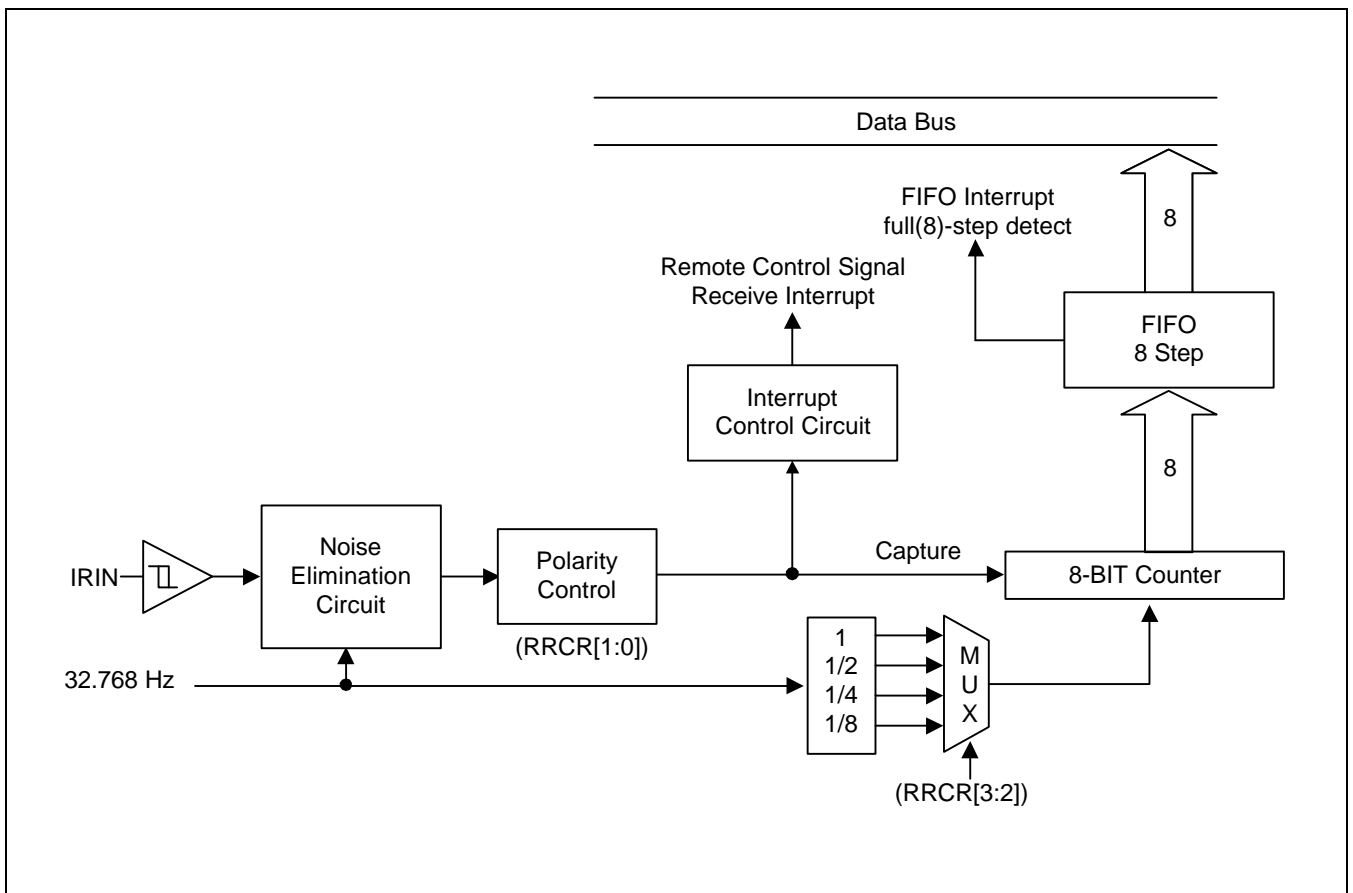 Data Bus
8
FIFO Interrupt
full(8)-step detect
Remote Control Signal
Receive Interrupt
FIFO
8 Step
Interrupt
Control Circuit
8
Noise
Elimination
Circuit
Polarity
Control
IRIN
Capture
8-BIT Counter
(RRCR[1:0])
32.768 Hz
1
1/2
1/4
1/8
M
U
X
(RRCR[3:2])